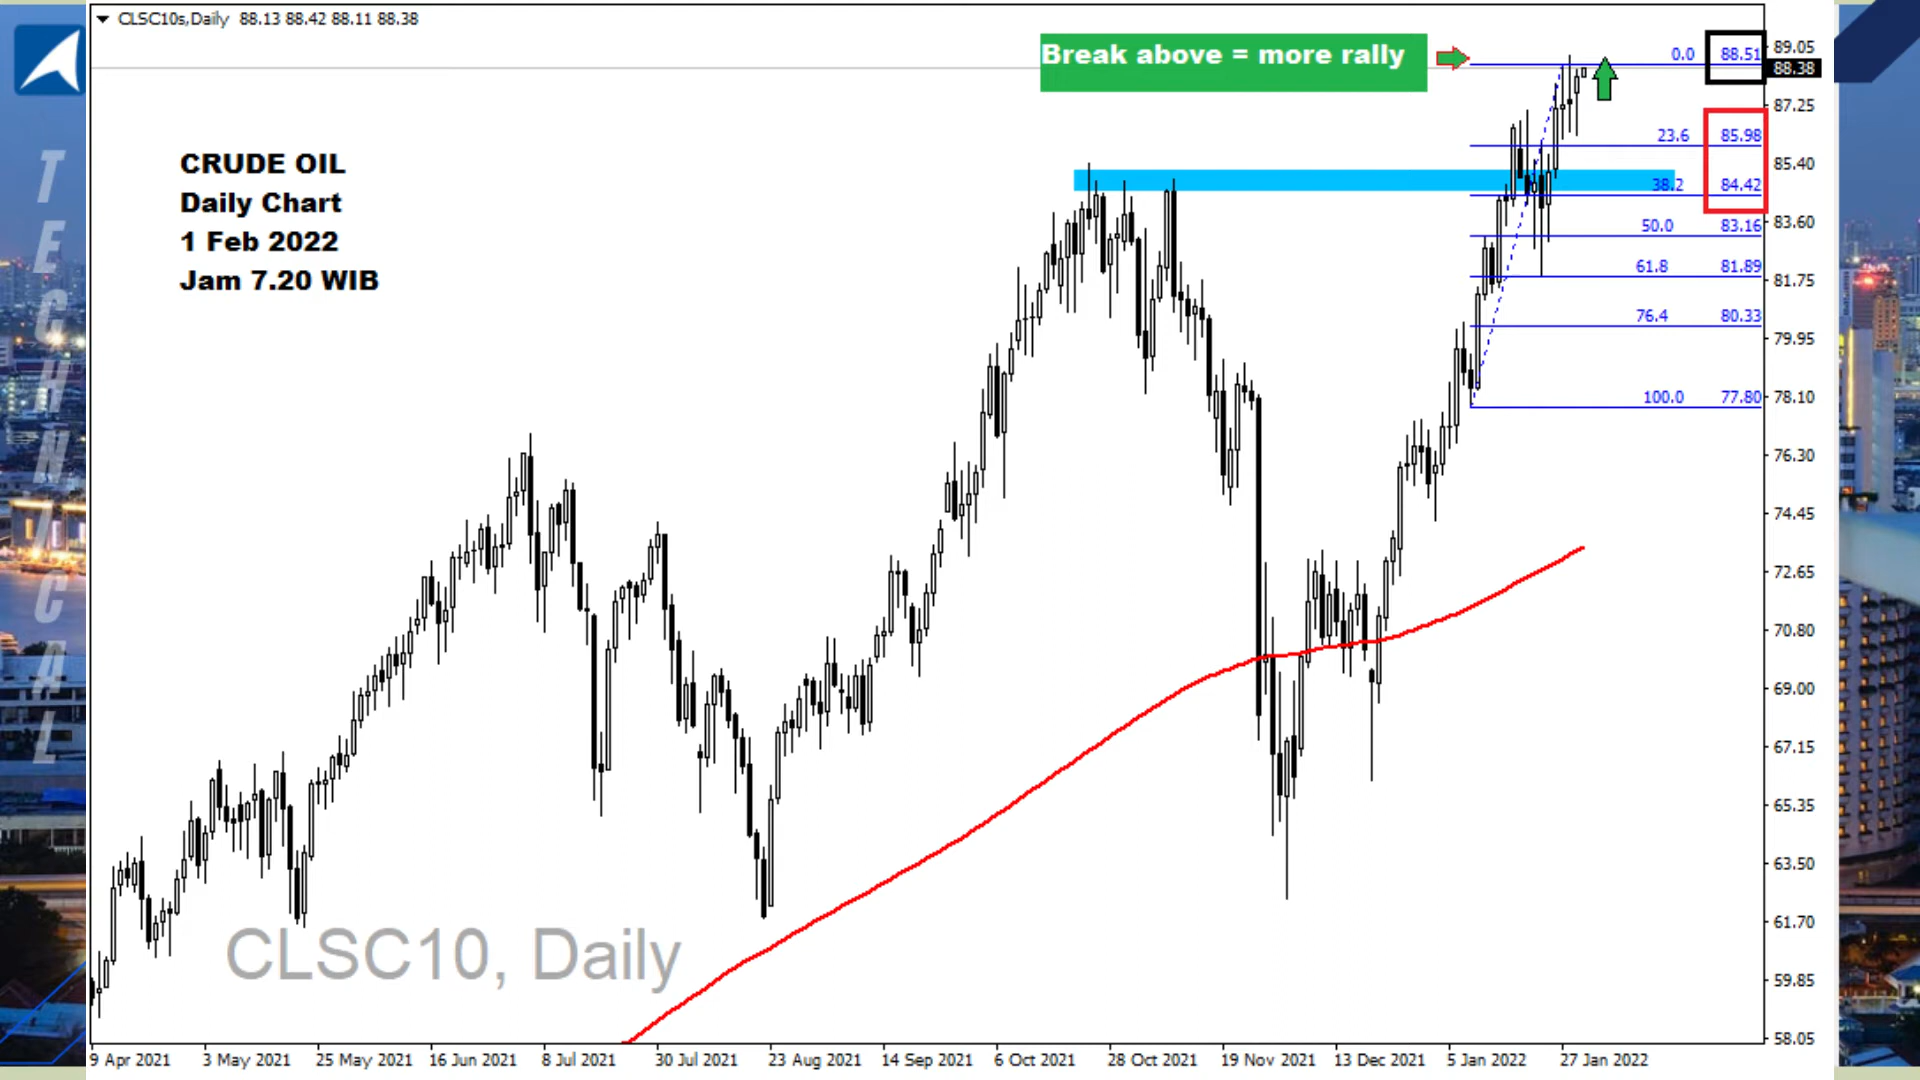 CLSC10s,Daily 88.13 88.42 88.11 88.38
Break above = more rally
CRUDE OIL
Daily Chart
1 Feb 2022
Jam 7.20 WIB
TECHNICAL
0.0 88.51
23.6 85.98
38.2 84.42
50.0 83.16
61.8 81.89
76.4 80.33
100.0 77.80
89.05
88.38
87.25
85.40
83.60
81.75
79.95
78.10
76.30
74.45
72.65
70.80
69.00
67.15
65.35
63.50
61.70
59.85
58.05
CLSC10, Daily
9 Apr 2021 3 May 2021 25 May 2021 16 Jun 2021 8 Jul 2021 30 Jul 2021 23 Aug 2021 14 Sep 2021 6 Oct 2021 28 Oct 2021 19 Nov 2021 13 Dec 2021 5 Jan 2022 27 Jan 2022